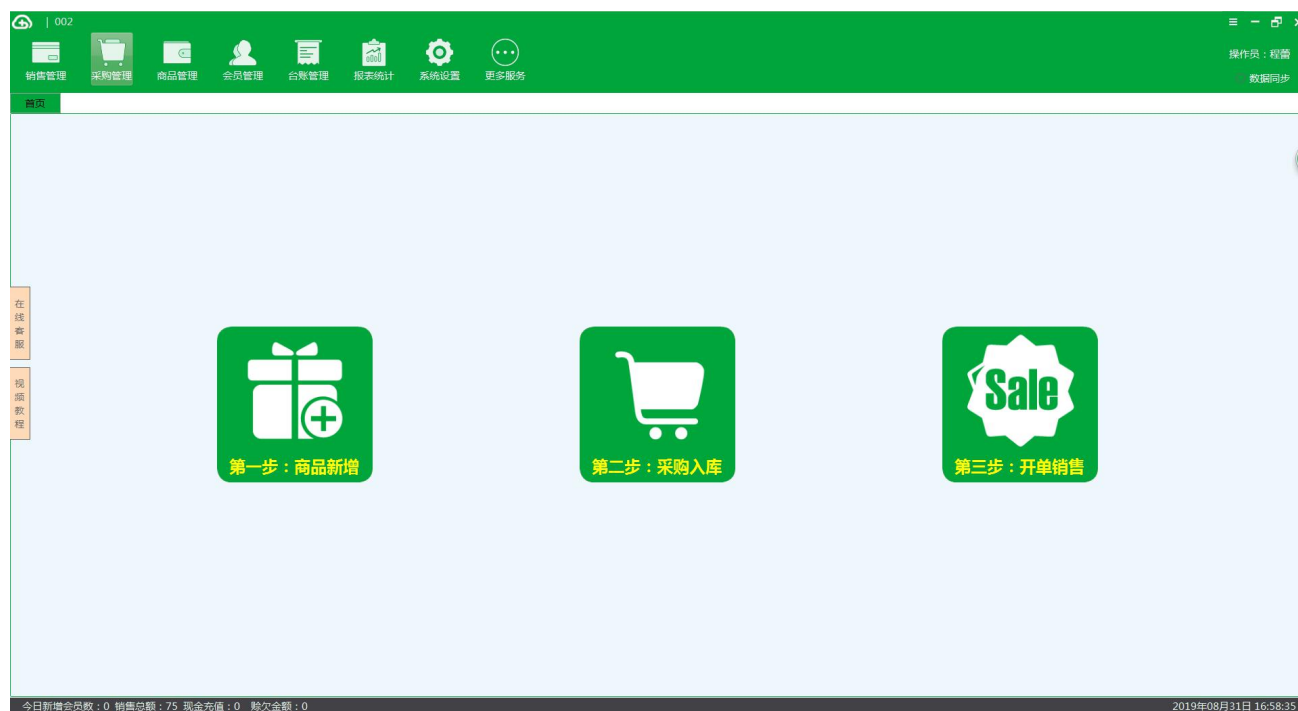 | 002
销售管理 采购管理 商品管理 会员管理 台账管理 报表统计 系统设置 更多服务
操作员：程蕾
数据同步
首页
在线客服
视频教程
Sale
第一步：商品新增 第二步：采购入库 第三步：开单销售
今日新增会员数：0 销售总额：75 现金充值：0 赊欠金额：0 2019年08月31日 16:58:35